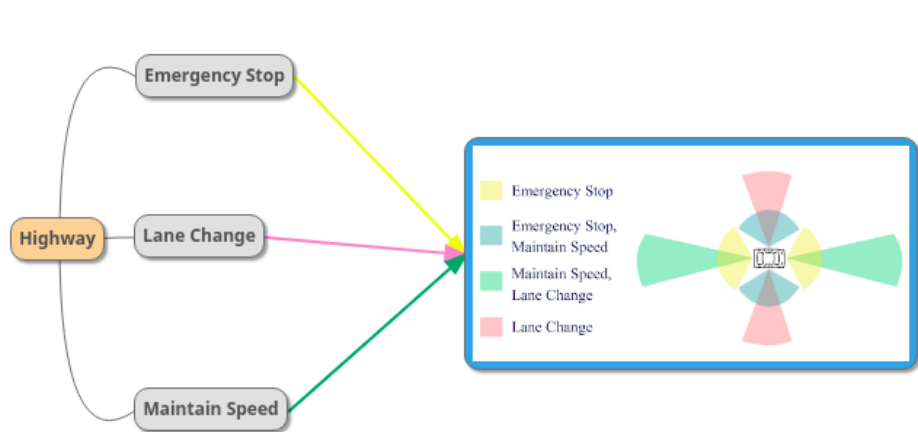 Emergency Stop
Highway
Lane Change
Maintain Speed
Emergency Stop
Emergency Stop,
Maintain Speed
Maintain Speed,
Lane Change
Lane Change